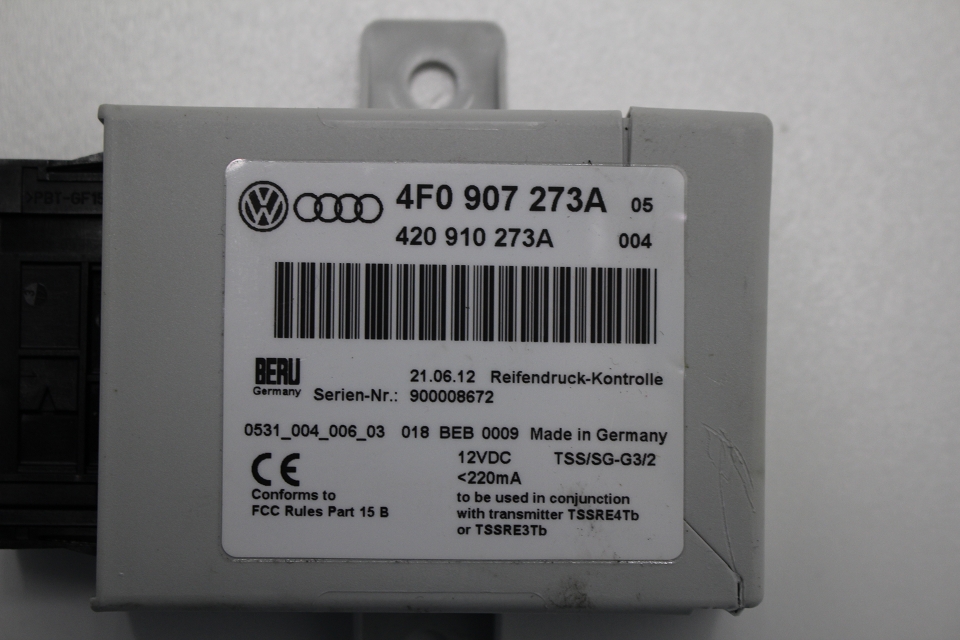 4F0 907 273A 05
420 910 273A 004
BERU
Germany
21.06.12 Reifendruck-Kontrolle
Serien-Nr.: 900008672
0531_004_006_03 018 BEB 0009 Made in Germany
CE
12VDC TSS/SG-G3/2
<220mA
Conforms to
FCC Rules Part 15 B
to be used in conjunction
with transmitter TSSRE4Tb
or TSSRE3Tb